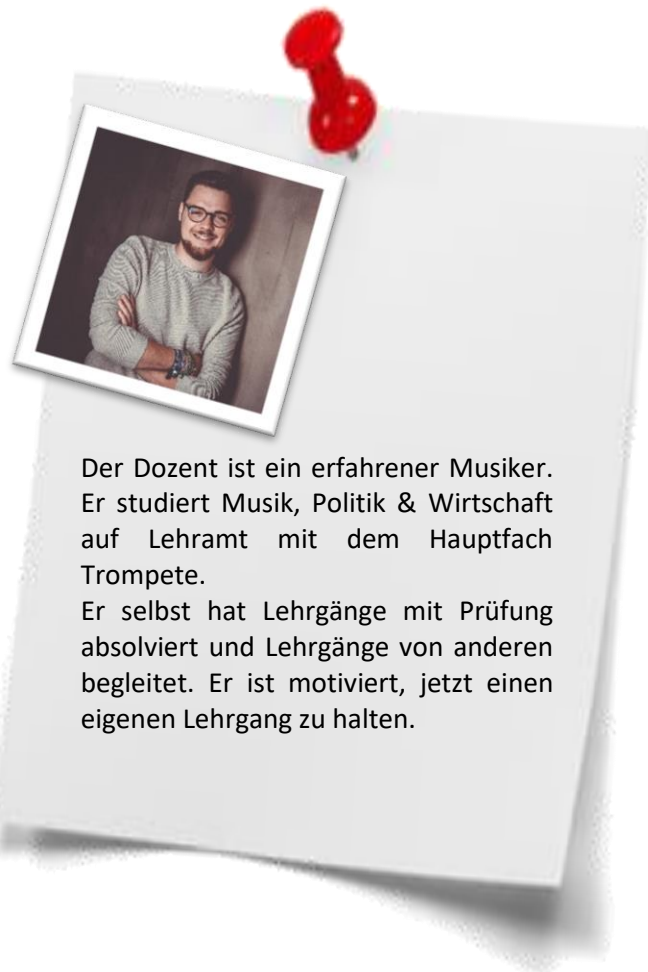 Der Dozent ist ein erfahrener Musiker.
Er studiert Musik, Politik & Wirtschaft
auf Lehramt mit dem Hauptfach
Trompete.
Er selbst hat Lehrgänge mit Prüfung
absolviert und Lehrgänge von anderen
begleitet. Er ist motiviert, jetzt einen
eigenen Lehrgang zu halten.